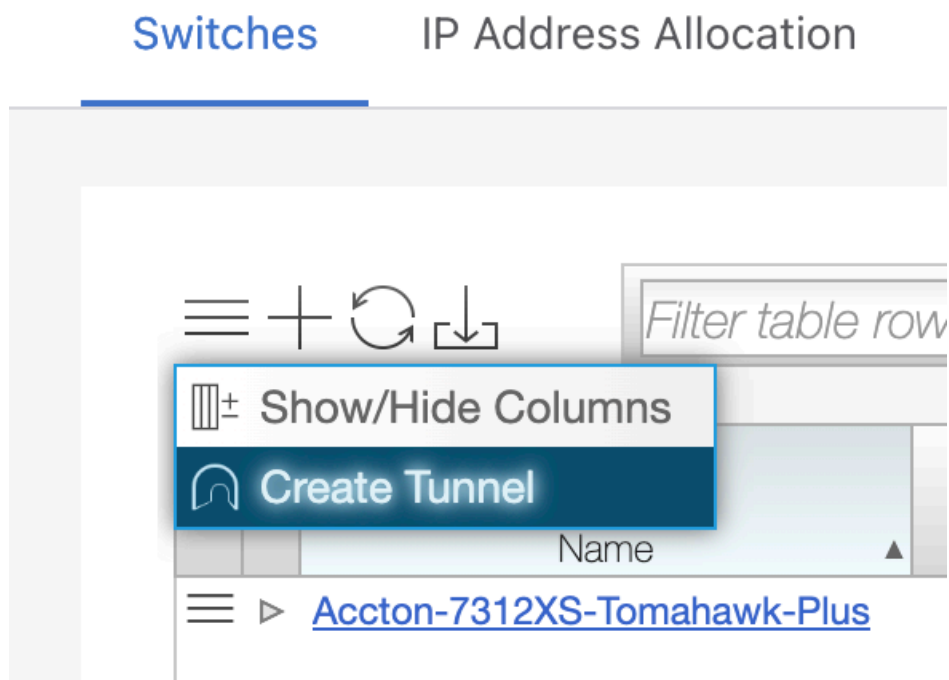 Switches IP Address Allocation
Filter table row
Show/Hide Columns
Create Tunnel
Name
Accton-7312XS-Tomahawk-Plus